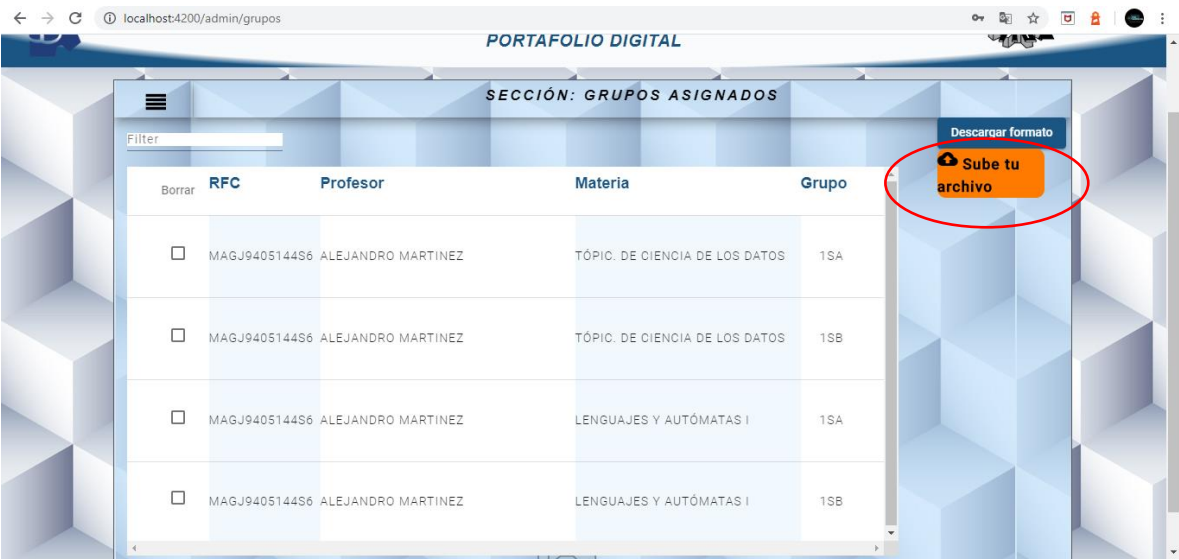 localhost:4200/admin/grupos
PORTAFOLIO DIGITAL
SECCIÓN: GRUPOS ASIGNADOS
Filter
Descargar formato
Sube tu
archivo
Borrar RFC Profesor Materia Grupo
MAGJ9405144S6 ALEJANDRO MARTINEZ TÓPIC. DE CIENCIA DE LOS DATOS 1SA
MAGJ9405144S6 ALEJANDRO MARTINEZ TÓPIC. DE CIENCIA DE LOS DATOS 1SB
MAGJ9405144S6 ALEJANDRO MARTINEZ LENGUAJES Y AUTÓMATAS I 1SA
MAGJ9405144S6 ALEJANDRO MARTINEZ LENGUAJES Y AUTÓMATAS I 1SB